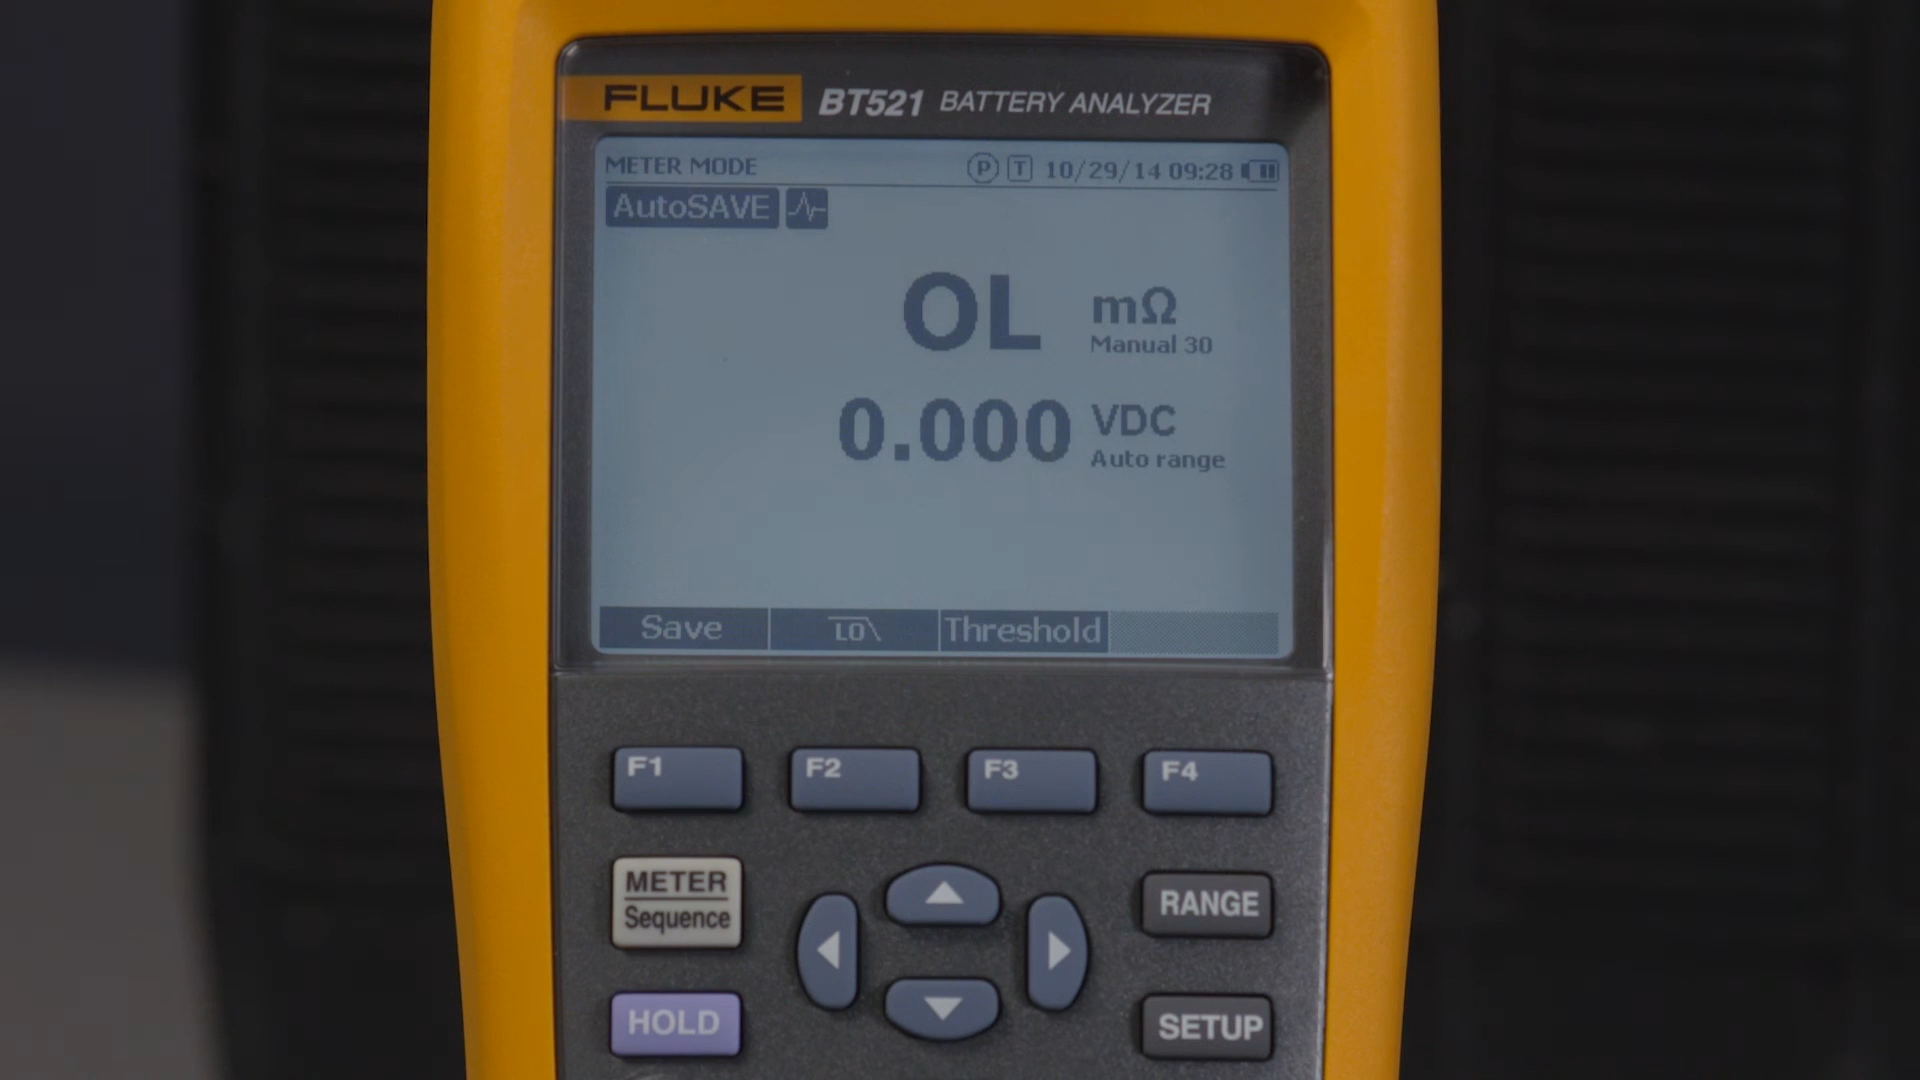 FLUKE BT521 BATTERY ANALYZER
METER MODE P T 10/29/14 09:28
AutoSAVE
OL mΩ
Manual 30
0.000 VDC
Auto range
Save LO Threshold
F1 F2 F3 F4
METER
Sequence
RANGE
HOLD
SETUP